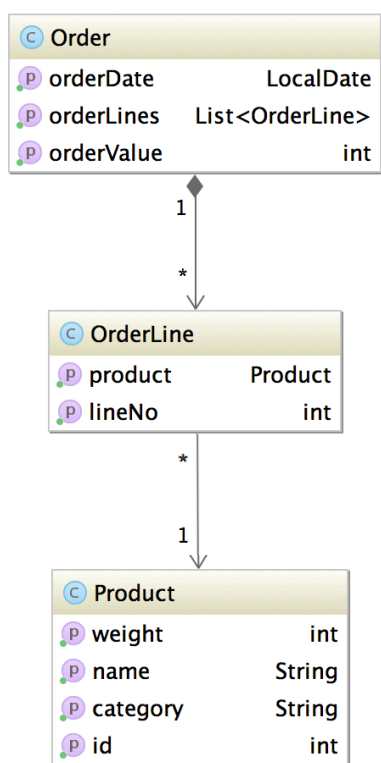 C Order
p orderDate LocalDate
p orderLines List<OrderLine>
p orderValue int
1
*
C OrderLine
p product Product
p lineNo int
*
1
C Product
p weight int
p name String
p category String
p id int